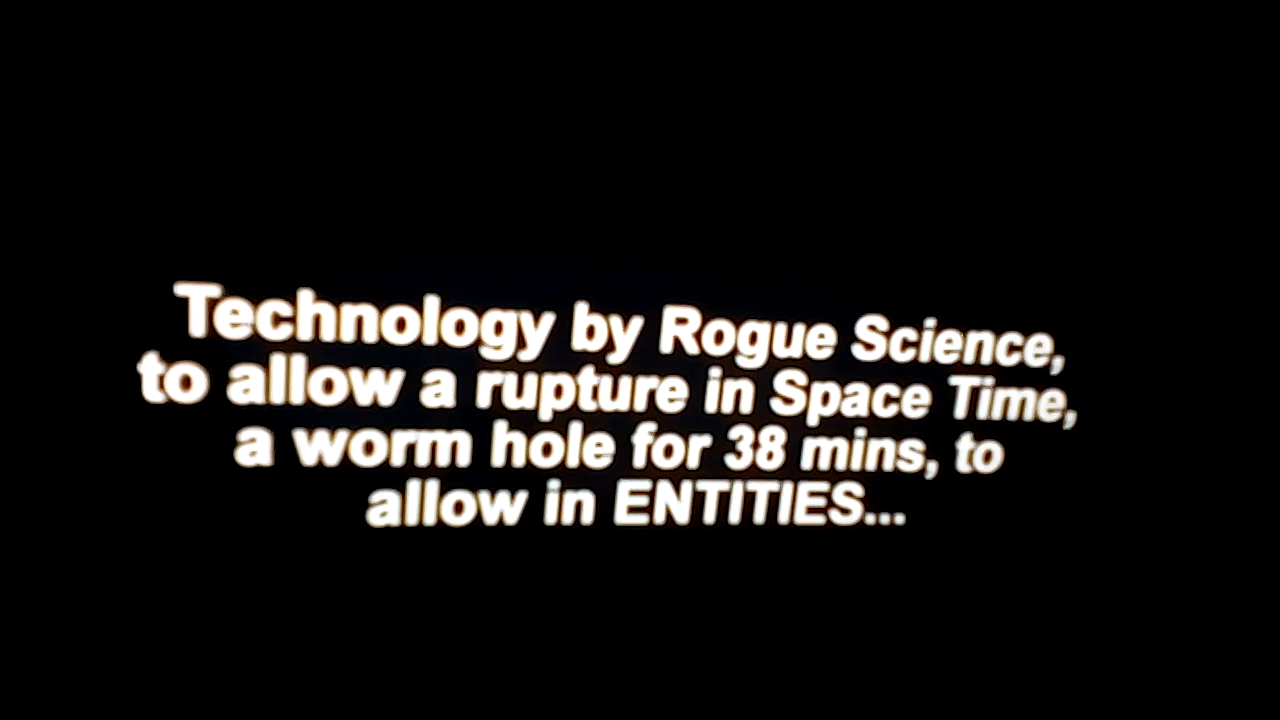 Technology by Rogue Science,
to allow a rupture in Space Time,
a worm hole for 38 mins, to
allow in ENTITIES...